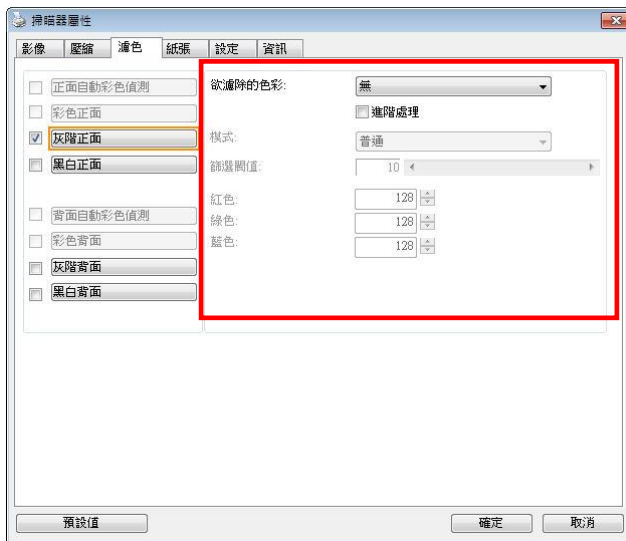 掃瞄器屬性
影像 壓縮 濾色 紙張 設定 資訊
正面自動彩色偵測
彩色正面
灰階正面
黑白正面
背面自動彩色偵測
彩色背面
灰階背面
黑白背面
欲濾除的色彩: 無
進階處理
模式: 普通
篩選閥值: 10
紅色: 128
綠色: 128
藍色: 128
預設值 確定 取消